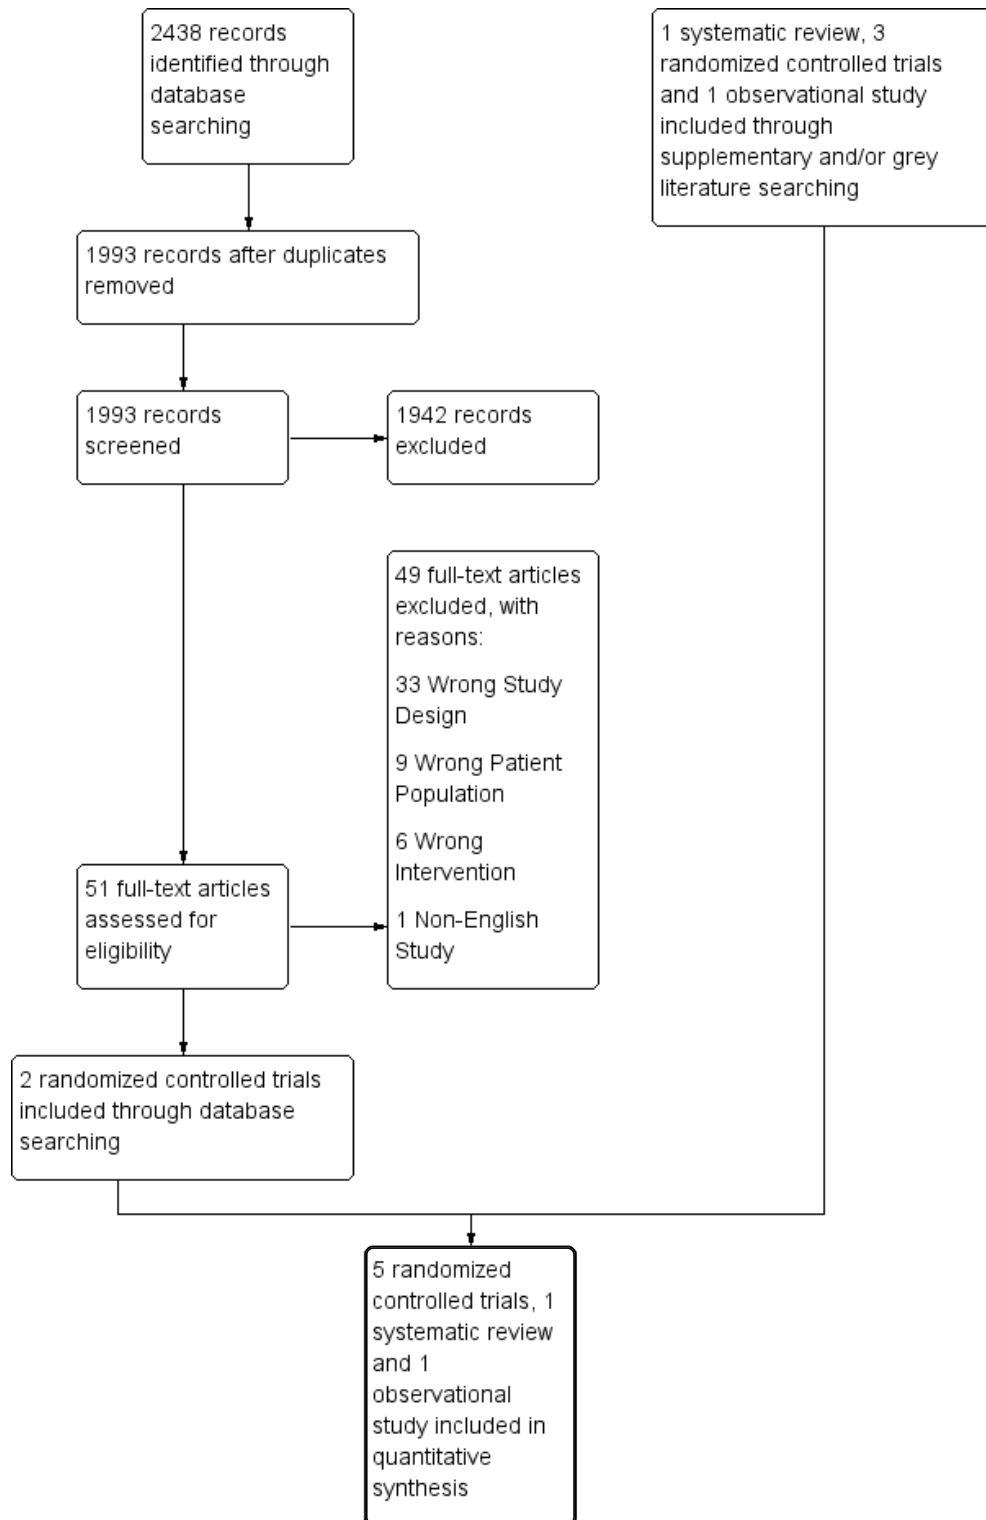 2438 records
identified through
database
searching
1 systematic review, 3
randomized controlled trials
and 1 observational study
included through
supplementary and/or grey
literature searching
1993 records after duplicates
removed
1993 records
screened
1942 records
excluded
49 full-text articles
excluded, with
reasons:
33 Wrong Study
Design
9 Wrong Patient
Population
6 Wrong
Intervention
1 Non-English
Study
51 full-text articles
assessed for
eligibility
2 randomized controlled trials
included through database
searching
5 randomized
controlled trials, 1
systematic review
and 1
observational
study included in
quantitative
synthesis